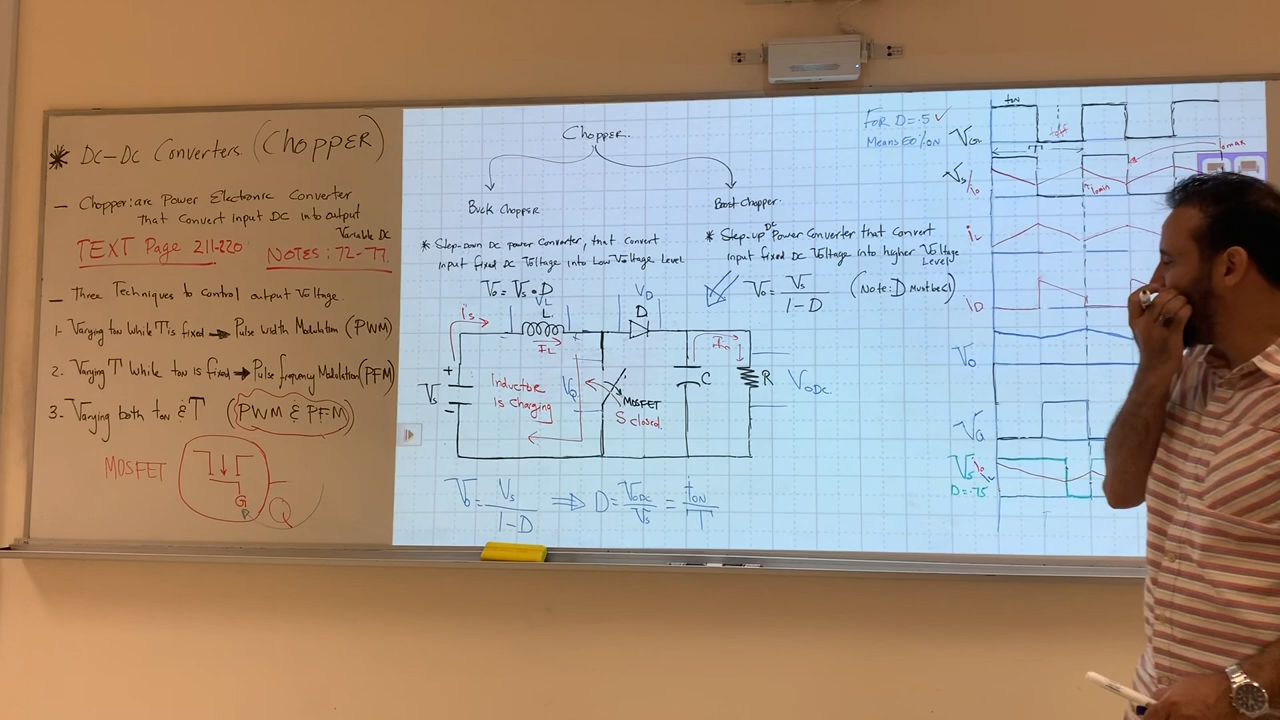 * DC-DC Converters. (CHOPPER)
- Chopper: are Power Electronic Converter
that Convert input DC into output
Variable DC
TEXT Page 211-220
NOTES: 72-77.
- Three Techniques to Control output Voltage.
1- Varying ton while T is fixed → Pulse width Modulation (PWM)
2. Varying T While ton is fixed → Pulse frequency Modulation (PFM)
3- Varying both ton & T (PWM & PFM)
MOSFET
G
Q
Chopper.
Buck Chopper
Boost Chopper.
* Step-down DC power Converter, that Convert
input fixed DC Voltage into Low Voltage Level
Vo = Vs . D
* Step-up DC Power Converter that Convert
input fixed DC Voltage into higher Voltage
Level
Vo = Vs / 1-D (Note: D Must be <1)
is
VL
L
IL
VD
D
+
Vs
-
Inductor
is Charging
MOSFET
S closed.
C
R
VODC
Vo = Vs / 1-D ⇒ D = VODC / Vs = tON / T
FOR D=.5 ✓
Means 50% ON
ton
toff
T
Iomax
Iomin
iL
iD
Vo
VG
Vs io
D=.75